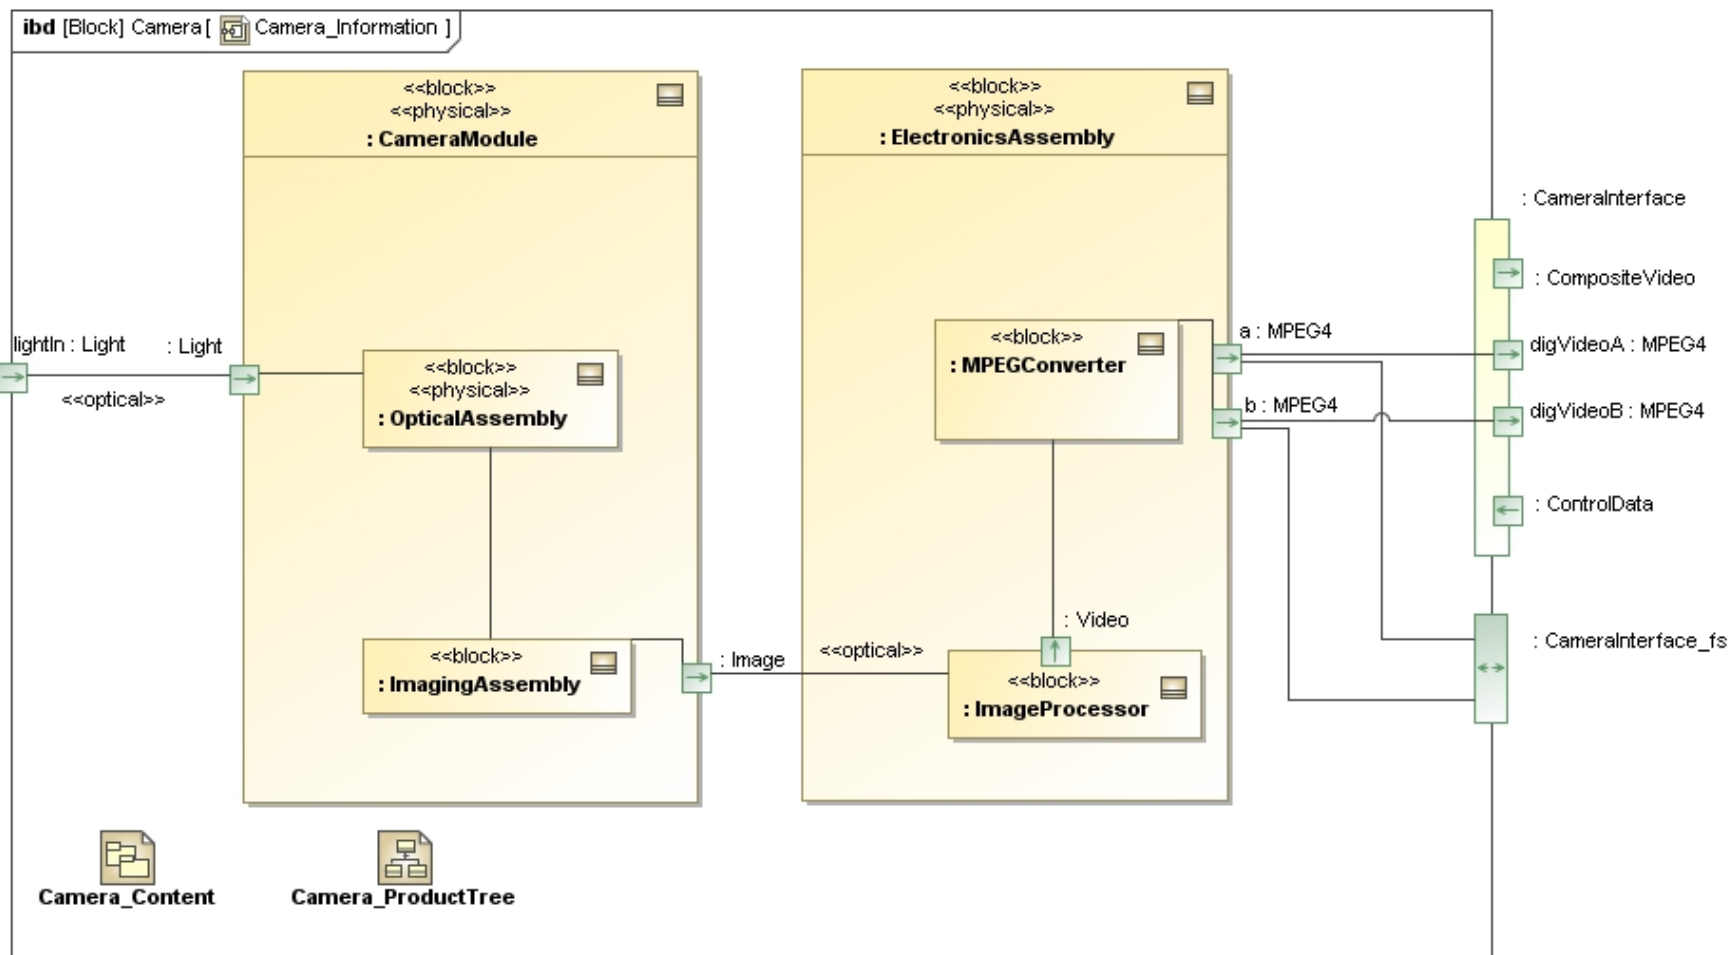 ibd [Block] Camera [ Camera_Information ]
<<block>>
<<physical>>
: CameraModule
<<block>>
<<physical>>
: ElectronicsAssembly
: CameraInterface
: CompositeVideo
lightIn : Light
: Light
<<optical>>
<<block>>
<<physical>>
: OpticalAssembly
<<block>>
: MPEGConverter
a : MPEG4
digVideoA : MPEG4
b : MPEG4
digVideoB : MPEG4
: ControlData
<<block>>
: ImagingAssembly
: Image
<<optical>>
: Video
<<block>>
: ImageProcessor
: CameraInterface_fs
Camera_Content
Camera_ProductTree